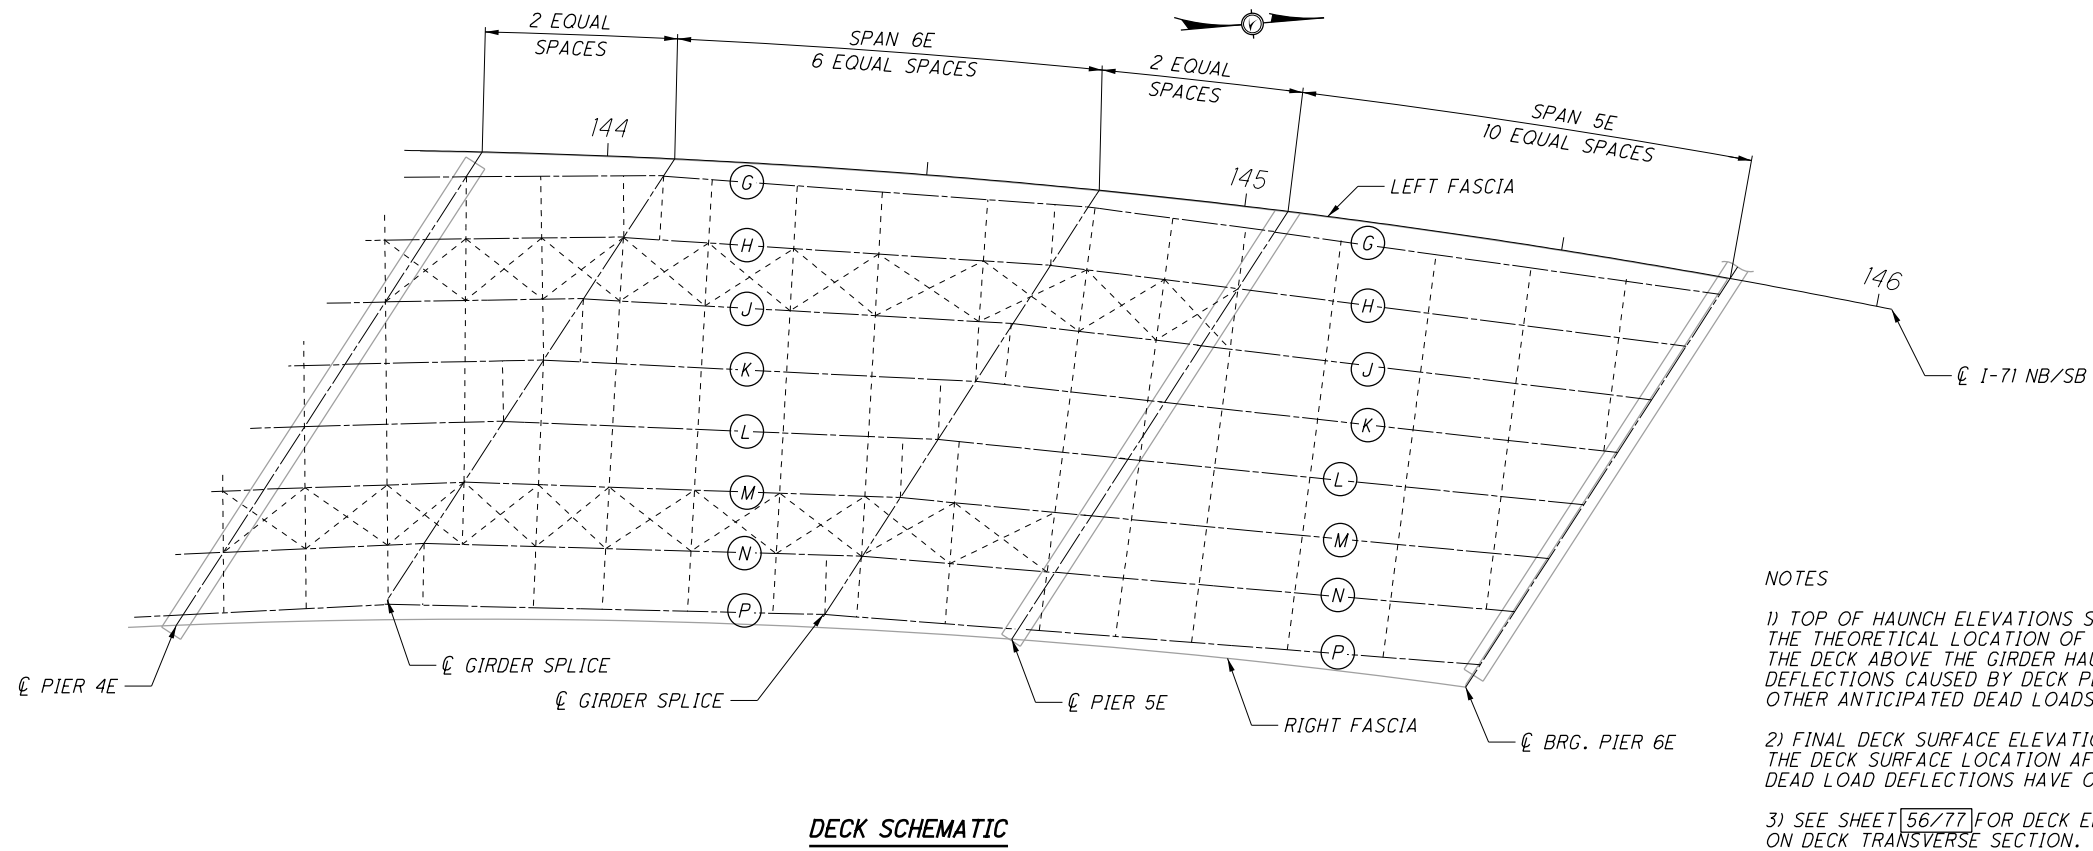 2 EQUAL
SPACES
SPAN 6E
6 EQUAL SPACES
2 EQUAL
SPACES
SPAN 5E
10 EQUAL SPACES
144
145
146
LEFT FASCIA
℄ I-71 NB/SB
G
H
J
K
L
M
N
P
G
H
J
K
L
M
N
P
℄ PIER 4E
℄ GIRDER SPLICE
℄ GIRDER SPLICE
℄ PIER 5E
RIGHT FASCIA
℄ BRG. PIER 6E
DECK SCHEMATIC
NOTES
1) TOP OF HAUNCH ELEVATIONS
THE THEORETICAL LOCATION OF
THE DECK ABOVE THE GIRDER
DEFLECTIONS CAUSED BY DECK
OTHER ANTICIPATED DEAD LOADS
2) FINAL DECK SURFACE
THE DECK SURFACE LOCATION
DEAD LOAD DEFLECTIONS HAVE
3) SEE SHEET 56/77 FOR DECK
ON DECK TRANSVERSE SECTION.